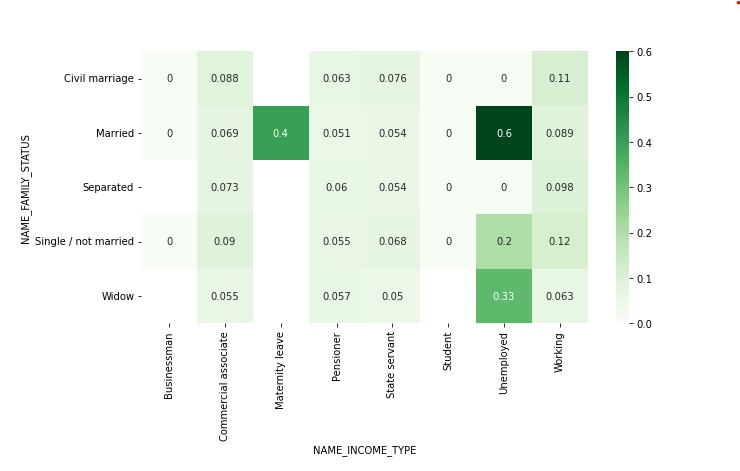 NAME_FAMILY_STATUS
Civil marriage 0 0.088 0.063 0.076 0 0 0.11
Married 0 0.069 0.4 0.051 0.054 0 0.6 0.089
Separated 0.073 0.06 0.054 0 0 0.098
Single / not married 0 0.09 0.055 0.068 0 0.2 0.12
Widow 0.055 0.057 0.05 0.33 0.063
Businessman
Commercial associate
Maternity leave
Pensioner
State servant
Student
Unemployed
Working
NAME_INCOME_TYPE
0.6
0.5
0.4
0.3
0.2
0.1
0.0